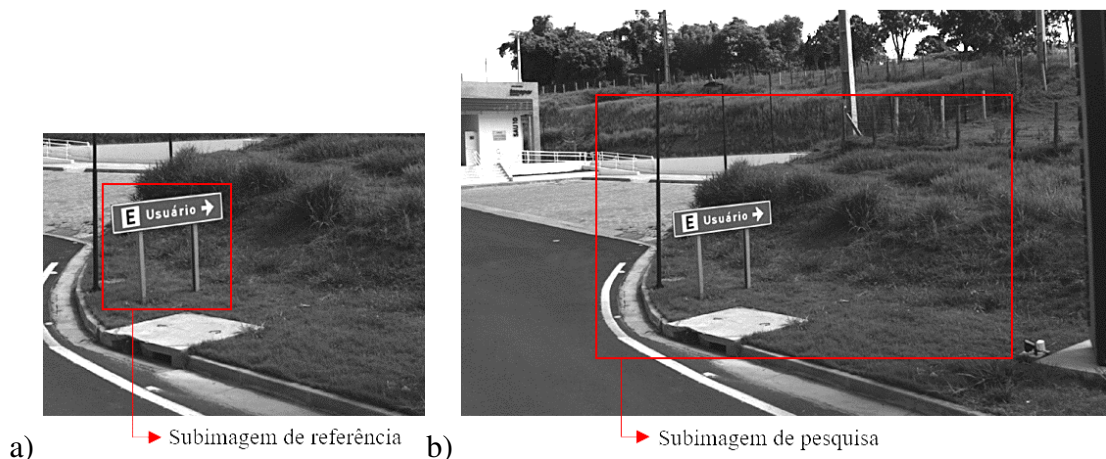 E Usuário →
Subimagem de referência
a)
E Usuário →
Subimagem de pesquisa
b)